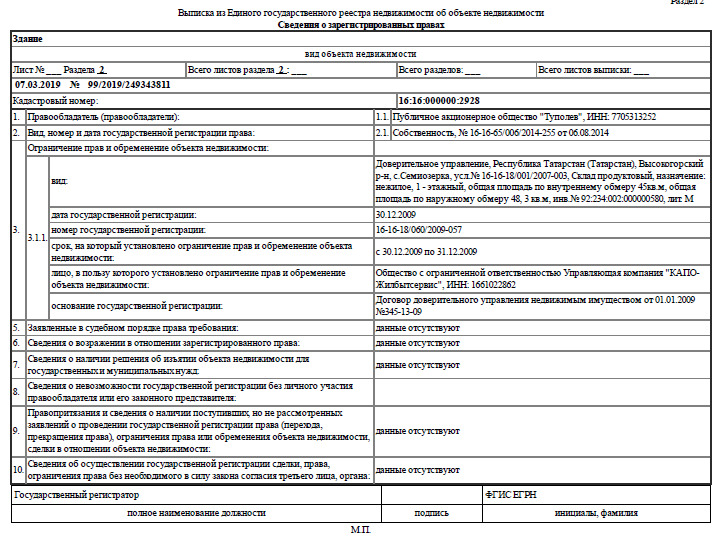 Раздел 2
Выписка из Единого государственного реестра недвижимости об объекте недвижимости
Сведения о зарегистрированных правах
Здание
вид объекта недвижимости
Лист № ___ Раздела 2
Всего листов раздела 2 : ___
Всего разделов: ___
Всего листов выписки: ___
07.03.2019 № 99/2019/249343811
Кадастровый номер:
16:16:000000:2928
1. Правообладатель (правообладатели):
1.1. Публичное акционерное общество "Туполев", ИНН: 7705313252
2. Вид, номер и дата государственной регистрации права:
2.1. Собственность, № 16-16-65/006/2014-255 от 06.08.2014
Ограничение прав и обременение объекта недвижимости:
3.
3.1.1.
вид:
Доверительное управление, Республика Татарстан (Татарстан), Высокогорский
р-н, с.Семиозерка, усл.№ 16-16-18/001/2007-003, Склад продуктовый, назначение:
нежилое, 1 - этажный, общая площадь по внутреннему обмеру 45кв.м, общая
площадь по наружному обмеру 48, 3 кв.м, инв.№ 92:234:002:000000580, лит. М
дата государственной регистрации:
30.12.2009
номер государственной регистрации:
16-16-18/060/2009-057
срок, на который установлено ограничение прав и обременение объекта
недвижимости:
с 30.12.2009 по 31.12.2009
лицо, в пользу которого установлено ограничение прав и обременение
объекта недвижимости:
Общество с ограниченной ответственностью Управляющая компания "КАПО-
Жилбытсервис", ИНН: 1661022862
основание государственной регистрации:
Договор доверительного управления недвижимым имуществом от 01.01.2009
№345-13-09
5. Заявленные в судебном порядке права требования:
данные отсутствуют
6. Сведения о возражении в отношении зарегистрированного права:
данные отсутствуют
7. Сведения о наличии решения об изъятии объекта недвижимости для
государственных и муниципальных нужд:
данные отсутствуют
8. Сведения о невозможности государственной регистрации без личного участия
правообладателя или его законного представителя:
9. Правопритязания и сведения о наличии поступивших, но не рассмотренных
заявлений о проведении государственной регистрации права (перехода,
прекращения права), ограничения права или обременения объекта недвижимости,
сделки в отношении объекта недвижимости:
данные отсутствуют
10. Сведения об осуществлении государственной регистрации сделки, права,
ограничения права без необходимого в силу закона согласия третьего лица, органа:
данные отсутствуют
Государственный регистратор
ФГИС ЕГРН
полное наименование должности
подпись
инициалы, фамилия
М.П.